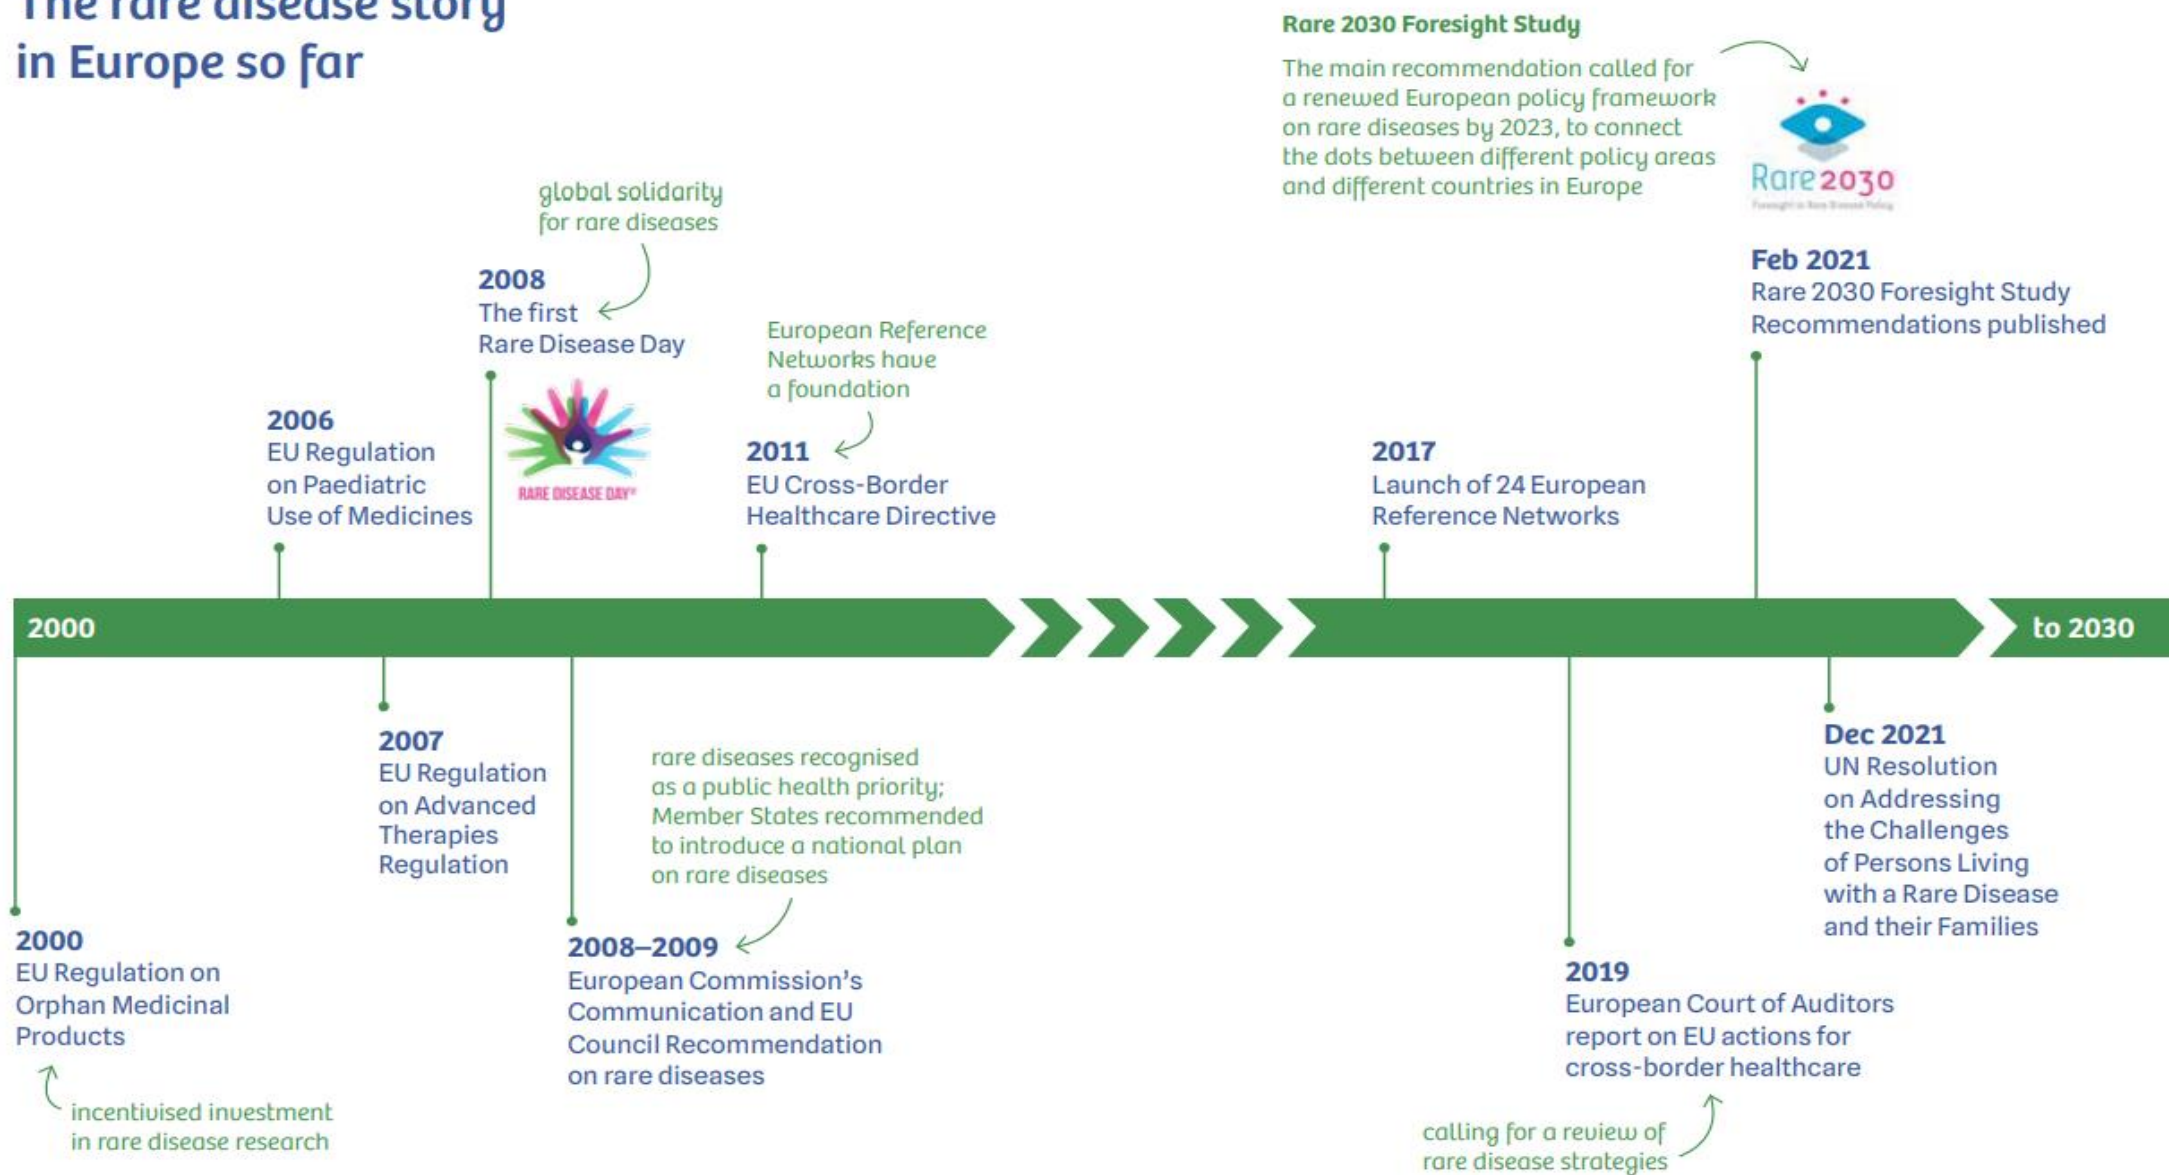 The rare disease story
in Europe so far
Rare 2030 Foresight Study
The main recommendation called for
a renewed European policy framework
on rare diseases by 2023, to connect
the dots between different policy areas
and different countries in Europe
Rare2030
Foresight in Rare Disease Policy
Feb 2021
Rare 2030 Foresight Study
Recommendations published
global solidarity
for rare diseases
2008
The first
Rare Disease Day
RARE DISEASE DAY®
European Reference
Networks have
a foundation
2006
EU Regulation
on Paediatric
Use of Medicines
2011
EU Cross-Border
Healthcare Directive
2017
Launch of 24 European
Reference Networks
2000
to 2030
2007
EU Regulation
on Advanced
Therapies
Regulation
rare diseases recognised
as a public health priority;
Member States recommended
to introduce a national plan
on rare diseases
Dec 2021
UN Resolution
on Addressing
the Challenges
of Persons Living
with a Rare Disease
and their Families
2000
EU Regulation on
Orphan Medicinal
Products
incentivised investment
in rare disease research
2008–2009
European Commission's
Communication and EU
Council Recommendation
on rare diseases
2019
European Court of Auditors
report on EU actions for
cross-border healthcare
calling for a review of
rare disease strategies